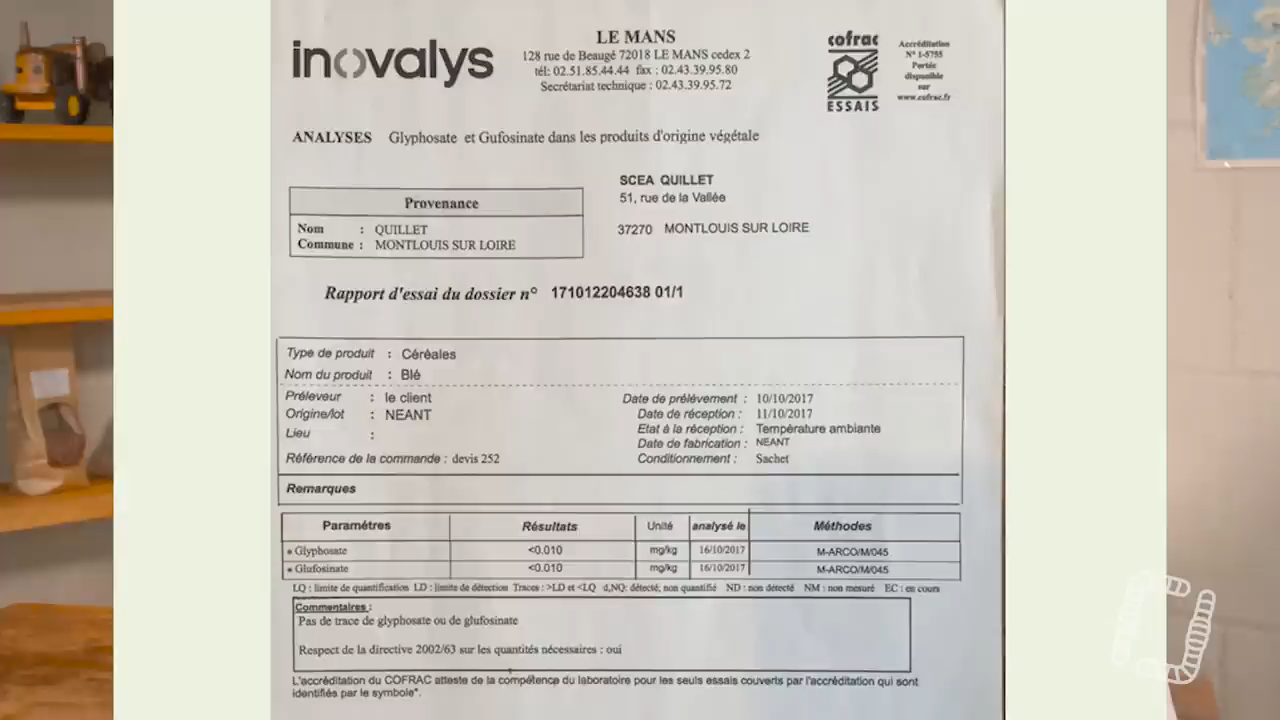 inovalys
LE MANS
128 rue de Beaugé 72018 LE MANS cedex 2
tél: 02.51.85.44.44 fax : 02.43.39.95.80
Secrétariat technique : 02.43.39.95.72
cofrac
ESSAIS
Accréditation
N° 1-5755
Portée
disponible
sur
www.cofrac.fr
ANALYSES Glyphosate et Gufosinate dans les produits d'origine végétale
SCEA QUILLET
51, rue de la Vallée
37270 MONTLOUIS SUR LOIRE
Provenance
Nom : QUILLET
Commune : MONTLOUIS SUR LOIRE
Rapport d'essai du dossier n° 171012204638 01/1
Type de produit : Céréales
Nom du produit : Blé
Préleveur : le client
Origine/lot : NEANT
Lieu :
Référence de la commande : devis 252
Date de prélèvement : 10/10/2017
Date de réception : 11/10/2017
Etat à la réception : Température ambiante
Date de fabrication : NEANT
Conditionnement : Sachet
Remarques
Paramétres Résultats Unité analysé le Méthodes
* Glyphosate <0.010 mg/kg 16/10/2017 M-ARCO/M/045
* Glufosinate <0.010 mg/kg 16/10/2017 M-ARCO/M/045
LQ : limite de quantification LD : limite de détection Traces : >LD et <LQ d,NQ: détecté; non quantifié ND : non détecté NM : non mesuré EC : en cours
Commentaires :
Pas de trace de glyphosate ou de glufosinate
Respect de la directive 2002/63 sur les quantités nécessaires : oui
L'accréditation du COFRAC atteste de la compétence du laboratoire pour les seuls essais couverts par l'accréditation qui sont
identifiés par le symbole*.